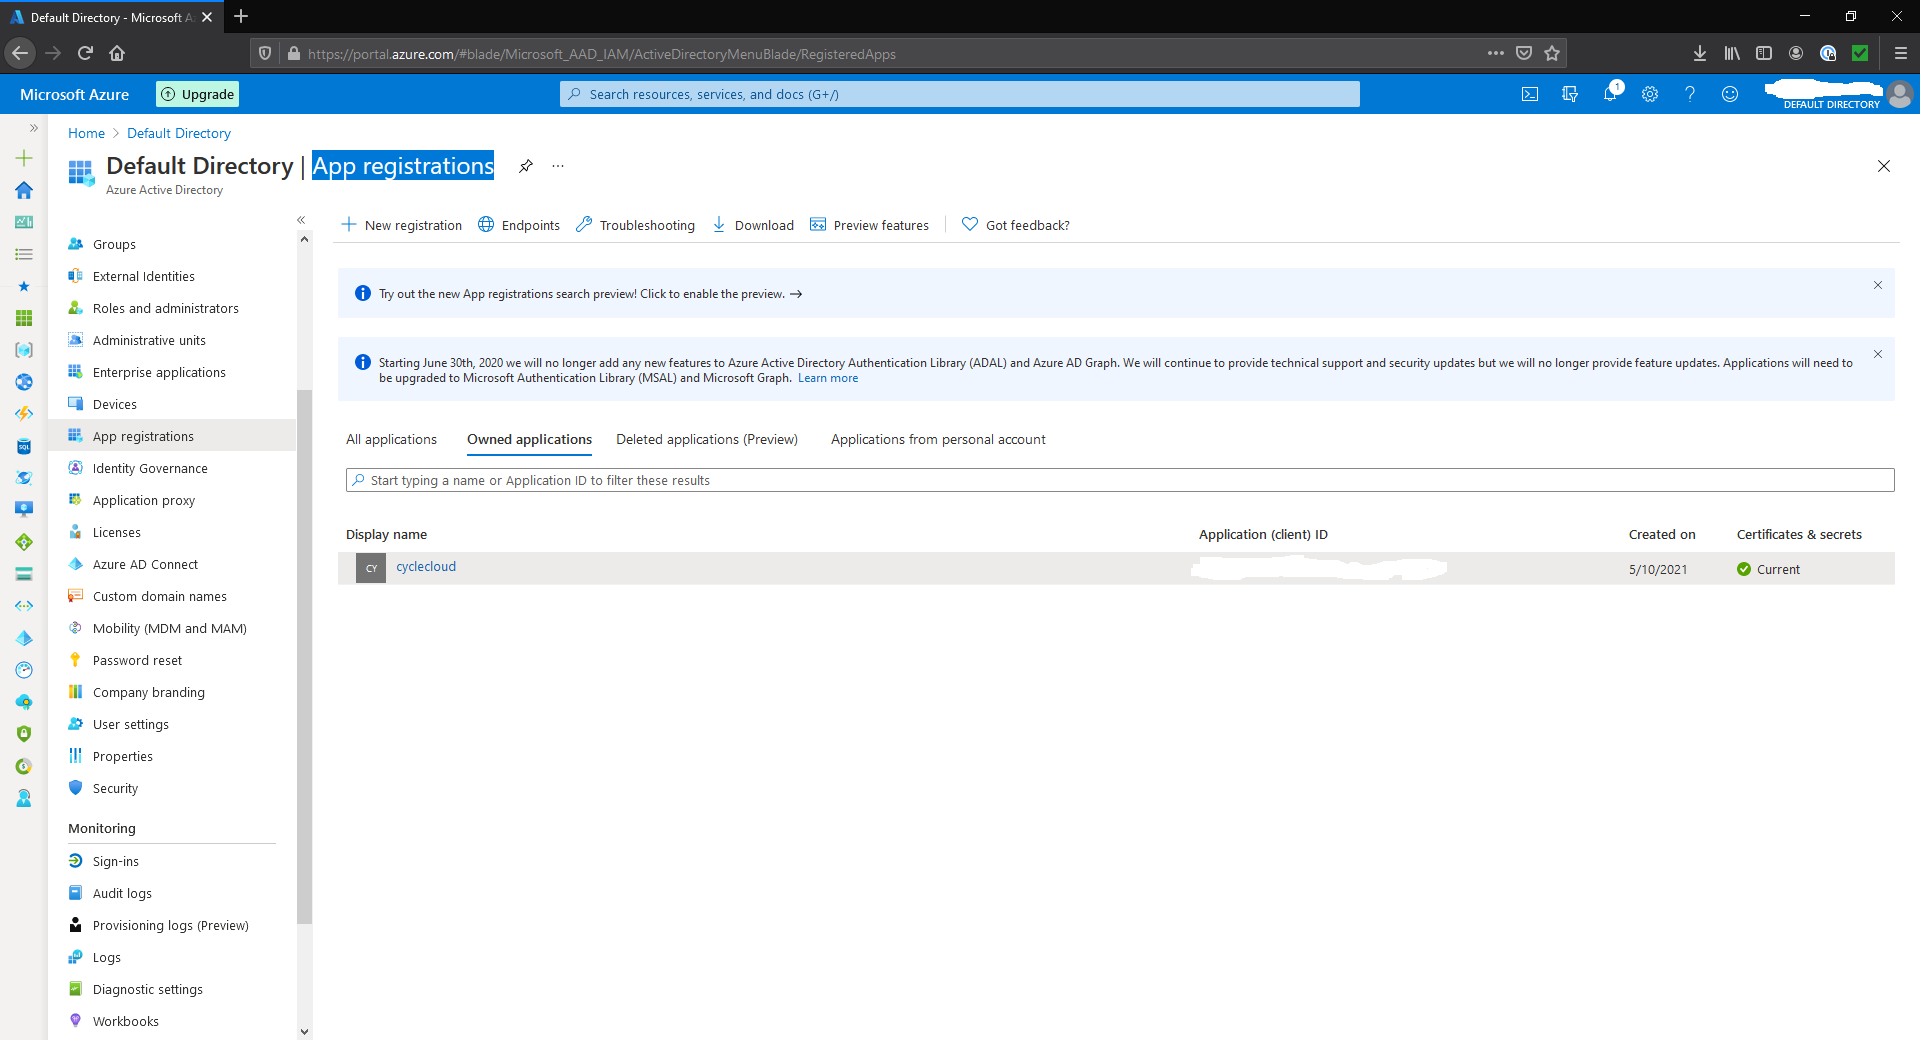 Default Directory - Microsoft A
https://portal.azure.com/#blade/Microsoft_AAD_IAM/ActiveDirectoryMenuBlade/RegisteredApps
Microsoft Azure
Upgrade
Search resources, services, and docs (G+/)
1
DEFAULT DIRECTORY
Home > Default Directory
Default Directory | App registrations
Azure Active Directory
Groups
External Identities
Roles and administrators
Administrative units
Enterprise applications
Devices
App registrations
Identity Governance
Application proxy
Licenses
Azure AD Connect
Custom domain names
Mobility (MDM and MAM)
Password reset
Company branding
User settings
Properties
Security
Monitoring
Sign-ins
Audit logs
Provisioning logs (Preview)
Logs
Diagnostic settings
Workbooks
New registration
Endpoints
Troubleshooting
Download
Preview features
Got feedback?
Try out the new App registrations search preview! Click to enable the preview. →
Starting June 30th, 2020 we will no longer add any new features to Azure Active Directory Authentication Library (ADAL) and Azure AD Graph. We will continue to provide technical support and security updates but we will no longer provide feature updates. Applications will need to
be upgraded to Microsoft Authentication Library (MSAL) and Microsoft Graph. Learn more
All applications
Owned applications
Deleted applications (Preview)
Applications from personal account
Start typing a name or Application ID to filter these results
Display name
Application (client) ID
Created on
Certificates & secrets
CY
cyclecloud
5/10/2021
Current